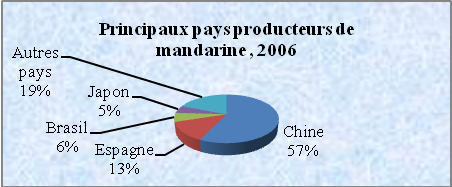 Principaux pays producteurs de
mandarine, 2006
Autres
pays
19%
Japon
5%
Brasil
6%
Espagne
13%
Chine
57%